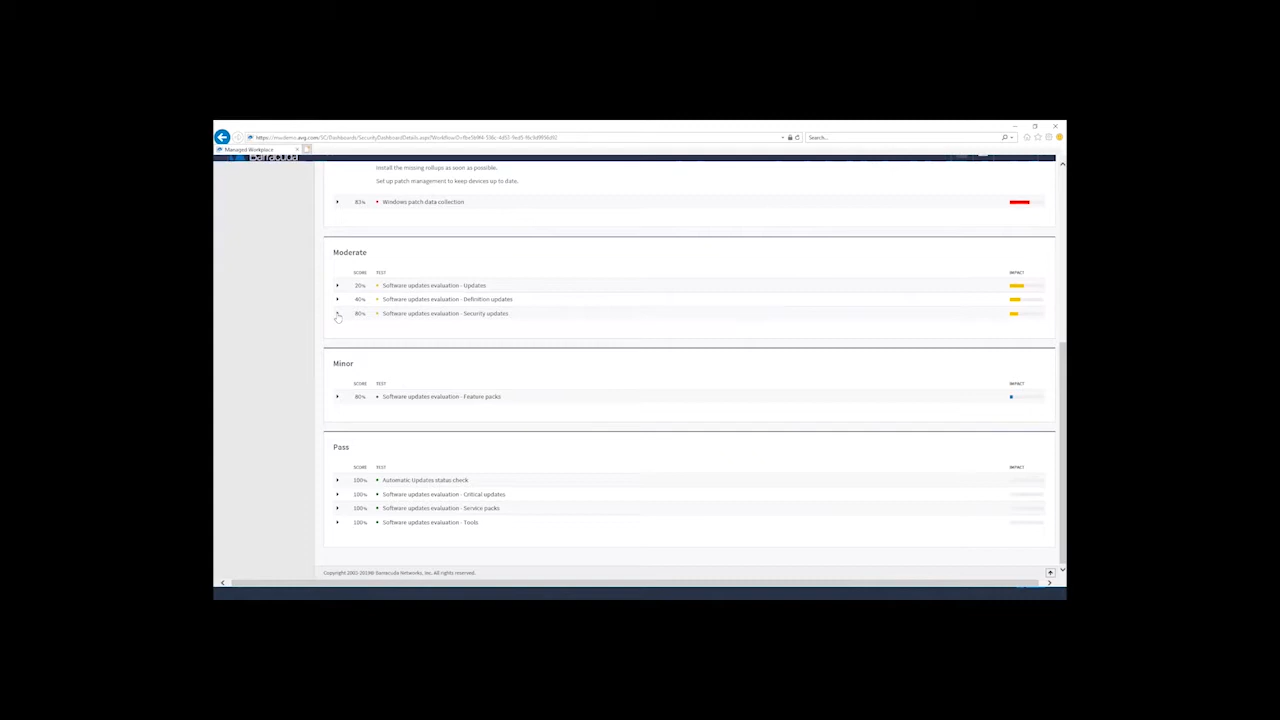 Search...
Managed Workplace
Barracuda
Install the missing rollups as soon as possible.
Set up patch management to keep devices up to date.
83% Windows patch data collection
Moderate
SCORE TEST IMPACT
20% Software updates evaluation - Updates
40% Software updates evaluation - Definition updates
80% Software updates evaluation - Security updates
Minor
SCORE TEST IMPACT
80% Software updates evaluation - Feature packs
Pass
SCORE TEST IMPACT
100% Automatic Updates status check
100% Software updates evaluation - Critical updates
100% Software updates evaluation - Service packs
100% Software updates evaluation - Tools
Barracuda Networks, Inc. All rights reserved.